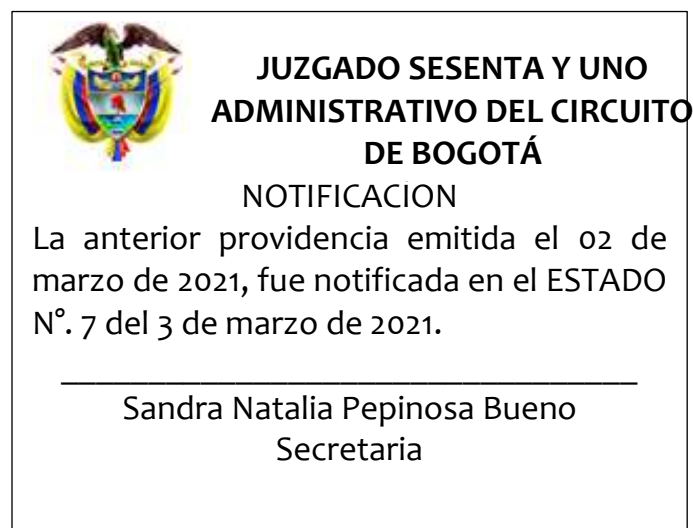 JUZGADO SESENTA Y UNO
ADMINISTRATIVO DEL CIRCUITO
DE BOGOTÁ
NOTIFICACION
La anterior providencia emitida el 02 de
marzo de 2021, fue notificada en el ESTADO
N°. 7 del 3 de marzo de 2021.
Sandra Natalia Pepinosa Bueno
Secretaria